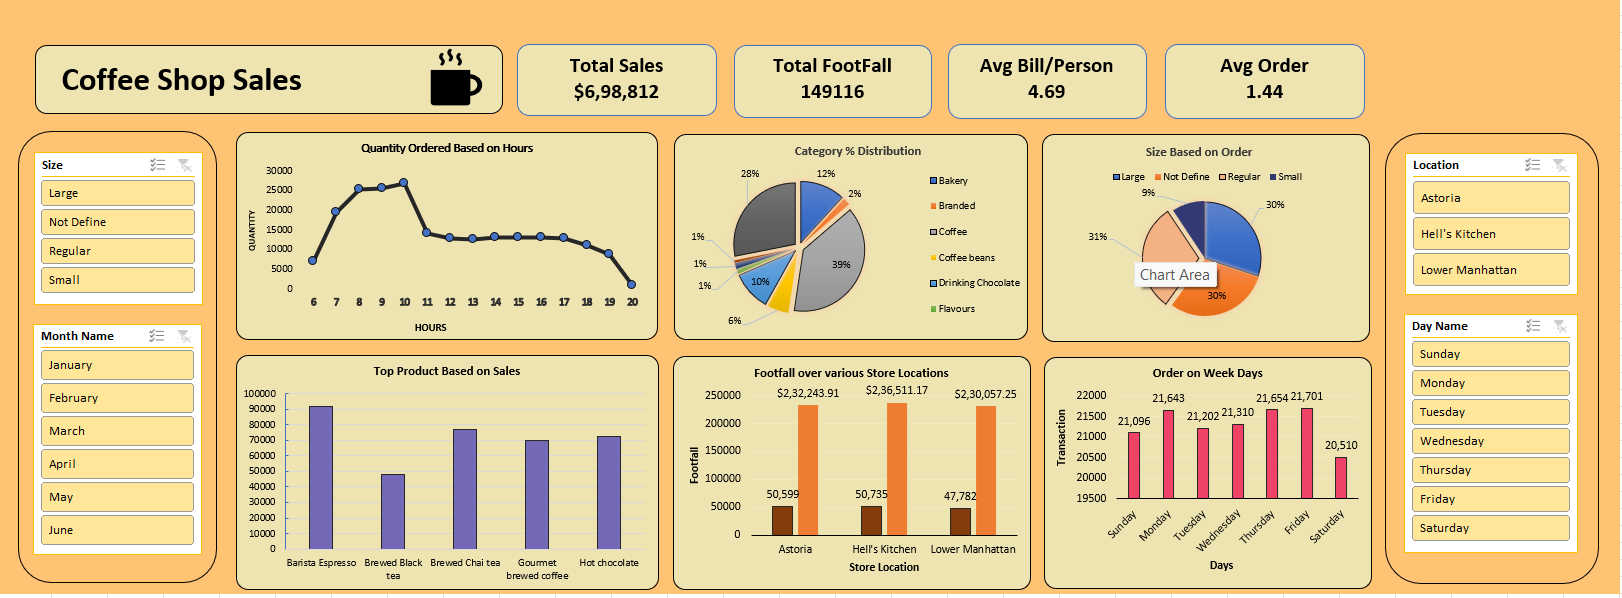 Coffee Shop Sales
Total Sales
$6,98,812
Total FootFall
149116
Avg Bill/Person
4.69
Avg Order
1.44
Size
Large
Not Define
Regular
Small
Month Name
January
February
March
April
May
June
Quantity Ordered Based on Hours
QUANTITY
30000
25000
20000
15000
10000
5000
0
6 7 8 9 10 11 12 13 14 15 16 17 18 19 20
HOURS
Category % Distribution
28%
12%
2%
39%
6%
10%
1%
1%
1%
Bakery
Branded
Coffee
Coffee beans
Drinking Chocolate
Flavours
Size Based on Order
Large Not Define Regular Small
9%
30%
31%
30%
Chart Area
Top Product Based on Sales
100000
90000
80000
70000
60000
50000
40000
30000
20000
10000
0
Barista Espresso
Brewed Black
tea
Brewed Chai tea
Gourmet
brewed coffee
Hot chocolate
Footfall over various Store Locations
Footfall
250000
200000
150000
100000
50000
0
$2,32,243.91
$2,36,511.17
$2,30,057.25
50,599
50,735
47,782
Astoria
Hell's Kitchen
Lower Manhattan
Store Location
Order on Week Days
Transaction
22000
21500
21000
20500
20000
19500
21,096
21,643
21,202
21,310
21,654
21,701
20,510
Sunday
Monday
Tuesday
Wednesday
Thursday
Friday
Saturday
Days
Location
Astoria
Hell's Kitchen
Lower Manhattan
Day Name
Sunday
Monday
Tuesday
Wednesday
Thursday
Friday
Saturday